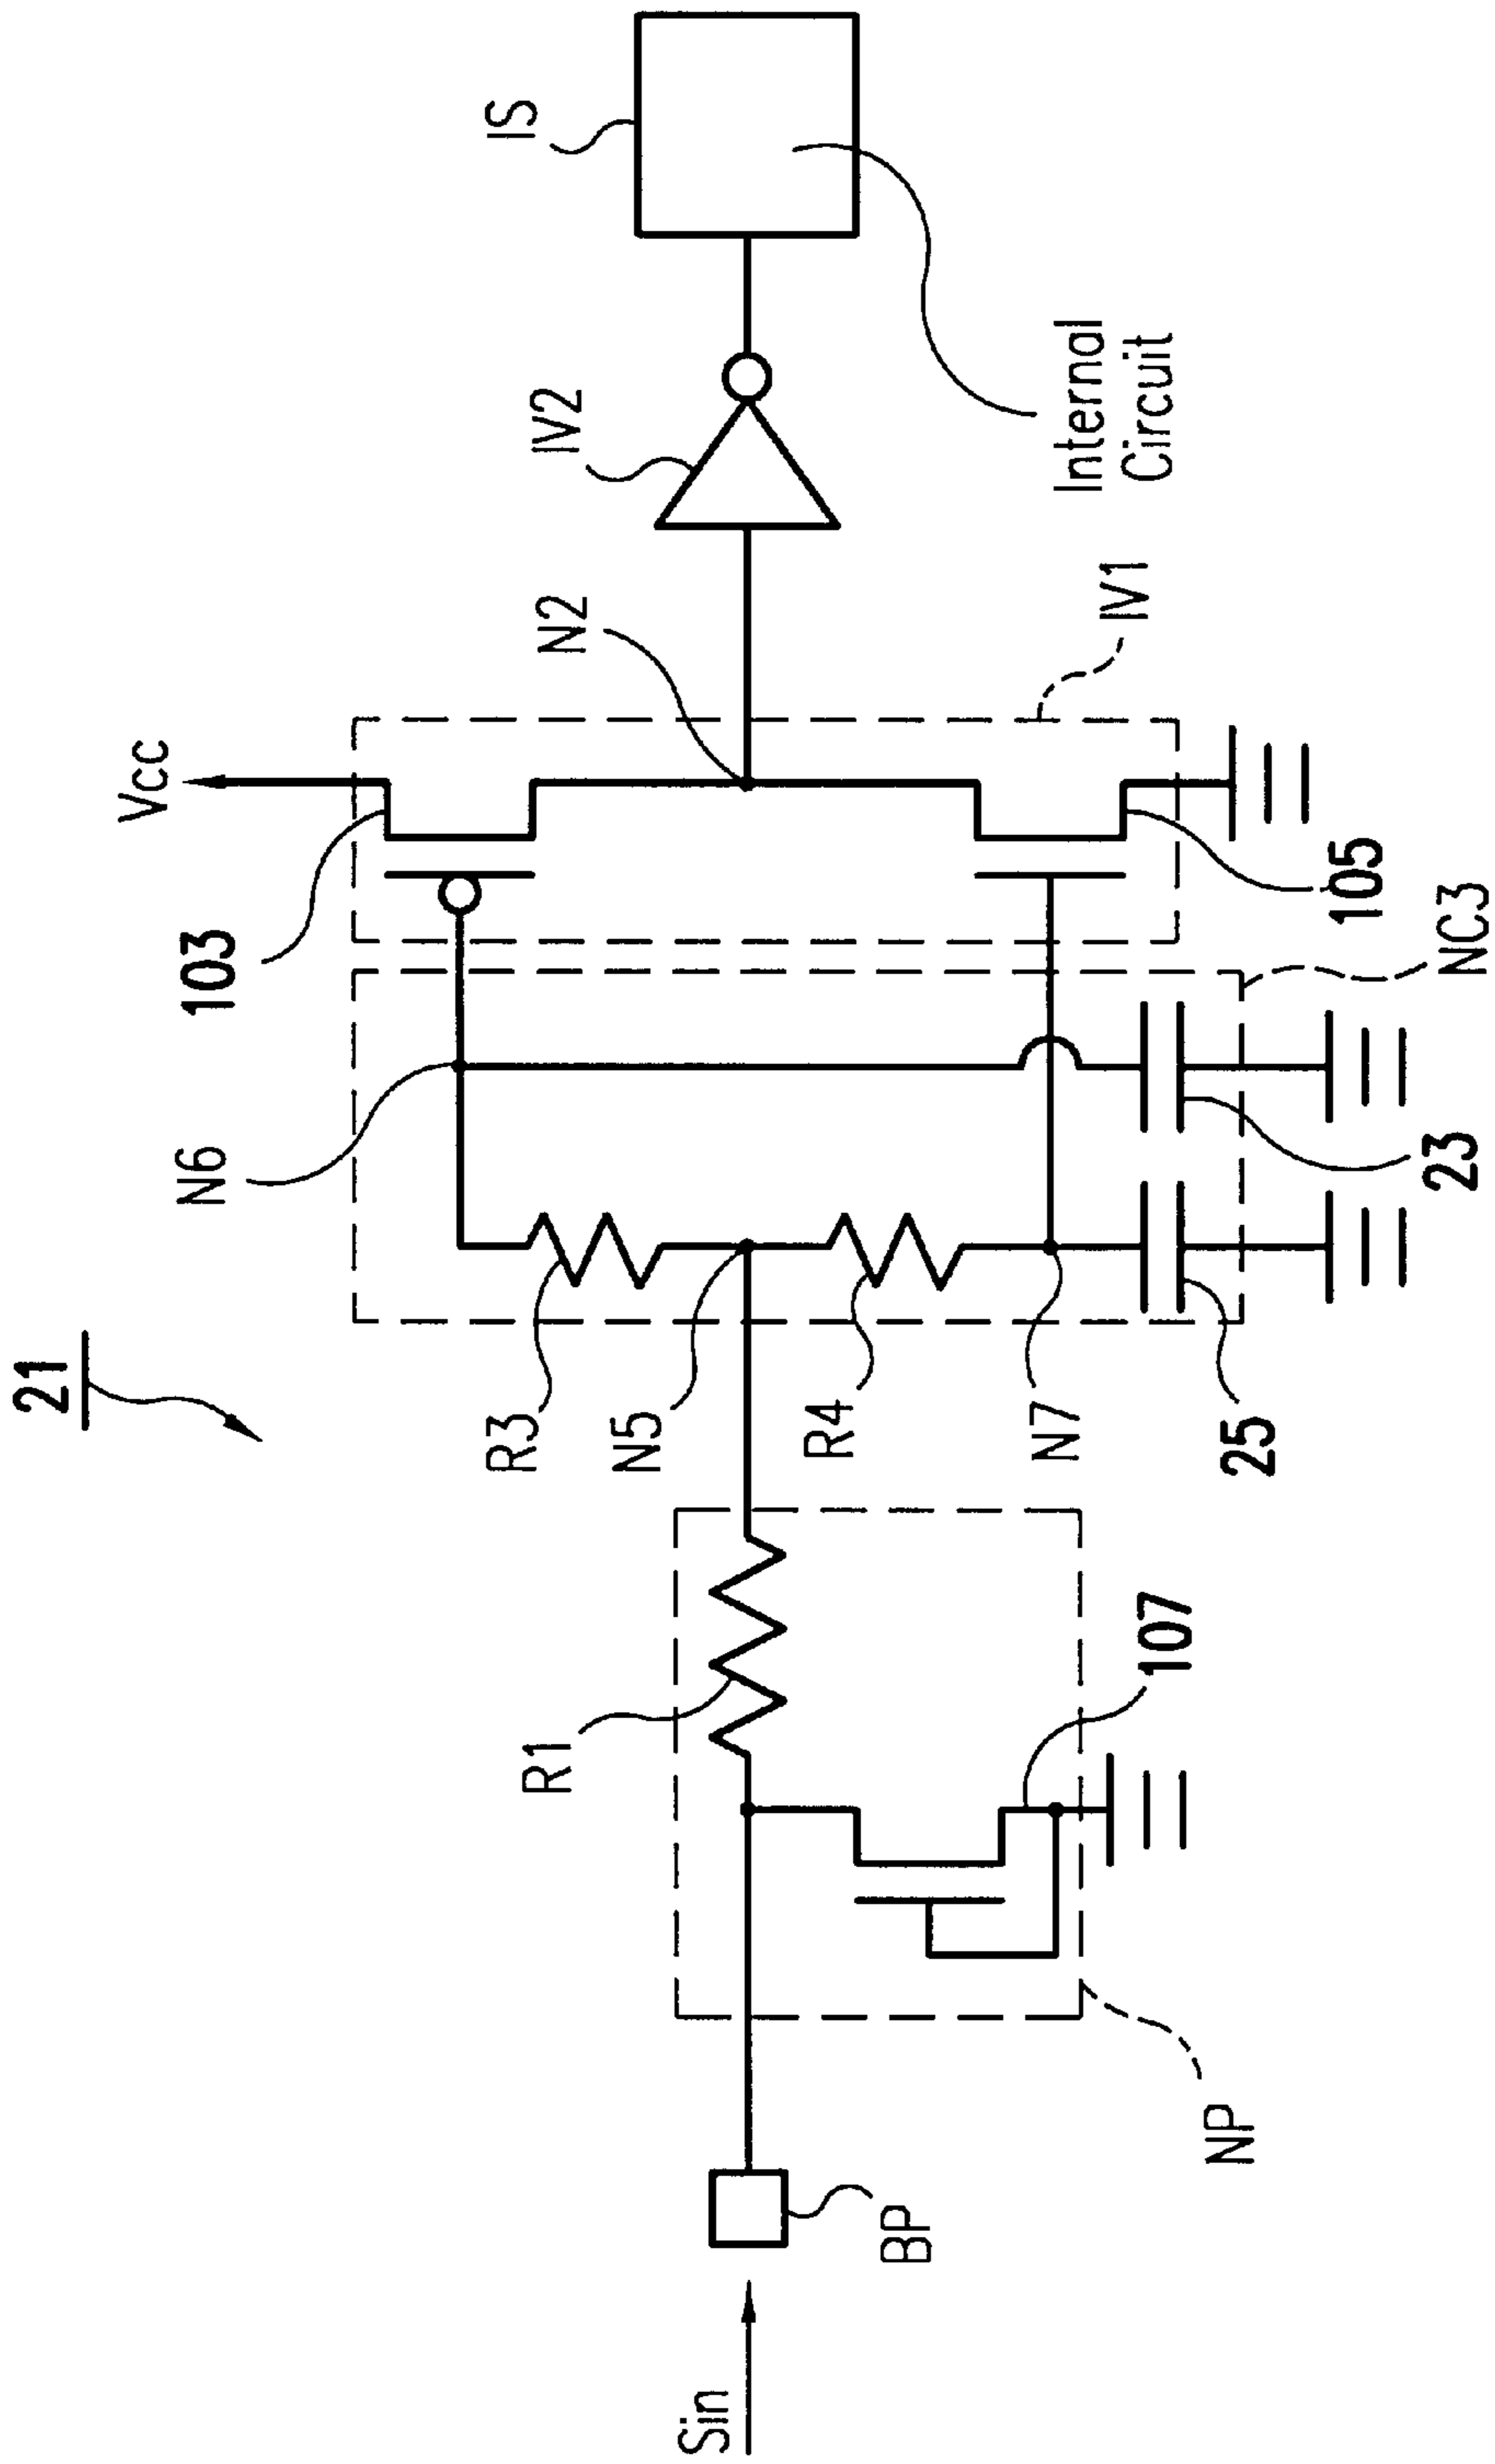 21
Vcc
103
N6
N2
IV2
IS
R3
N5
R4
N7
25
23
NC3
105
IV1
Internal
Circuit
R1
107
NP
BP
Sin